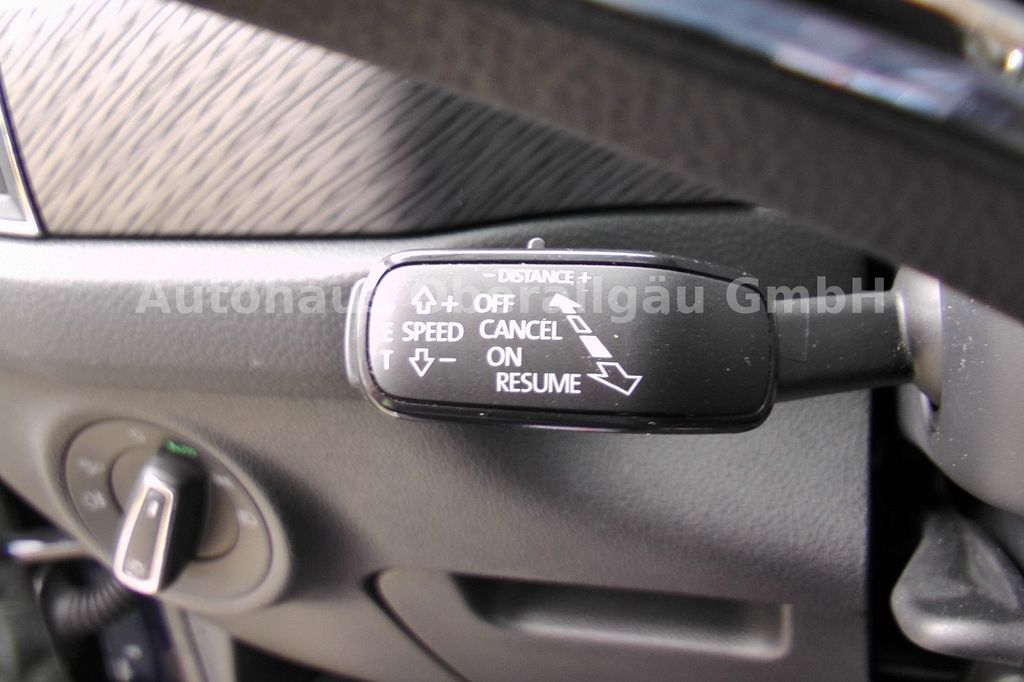 - DISTANCE +
+ OFF
E SPEED CANCEL
T - ON
RESUME
Autohaus Oberallgäu GmbH